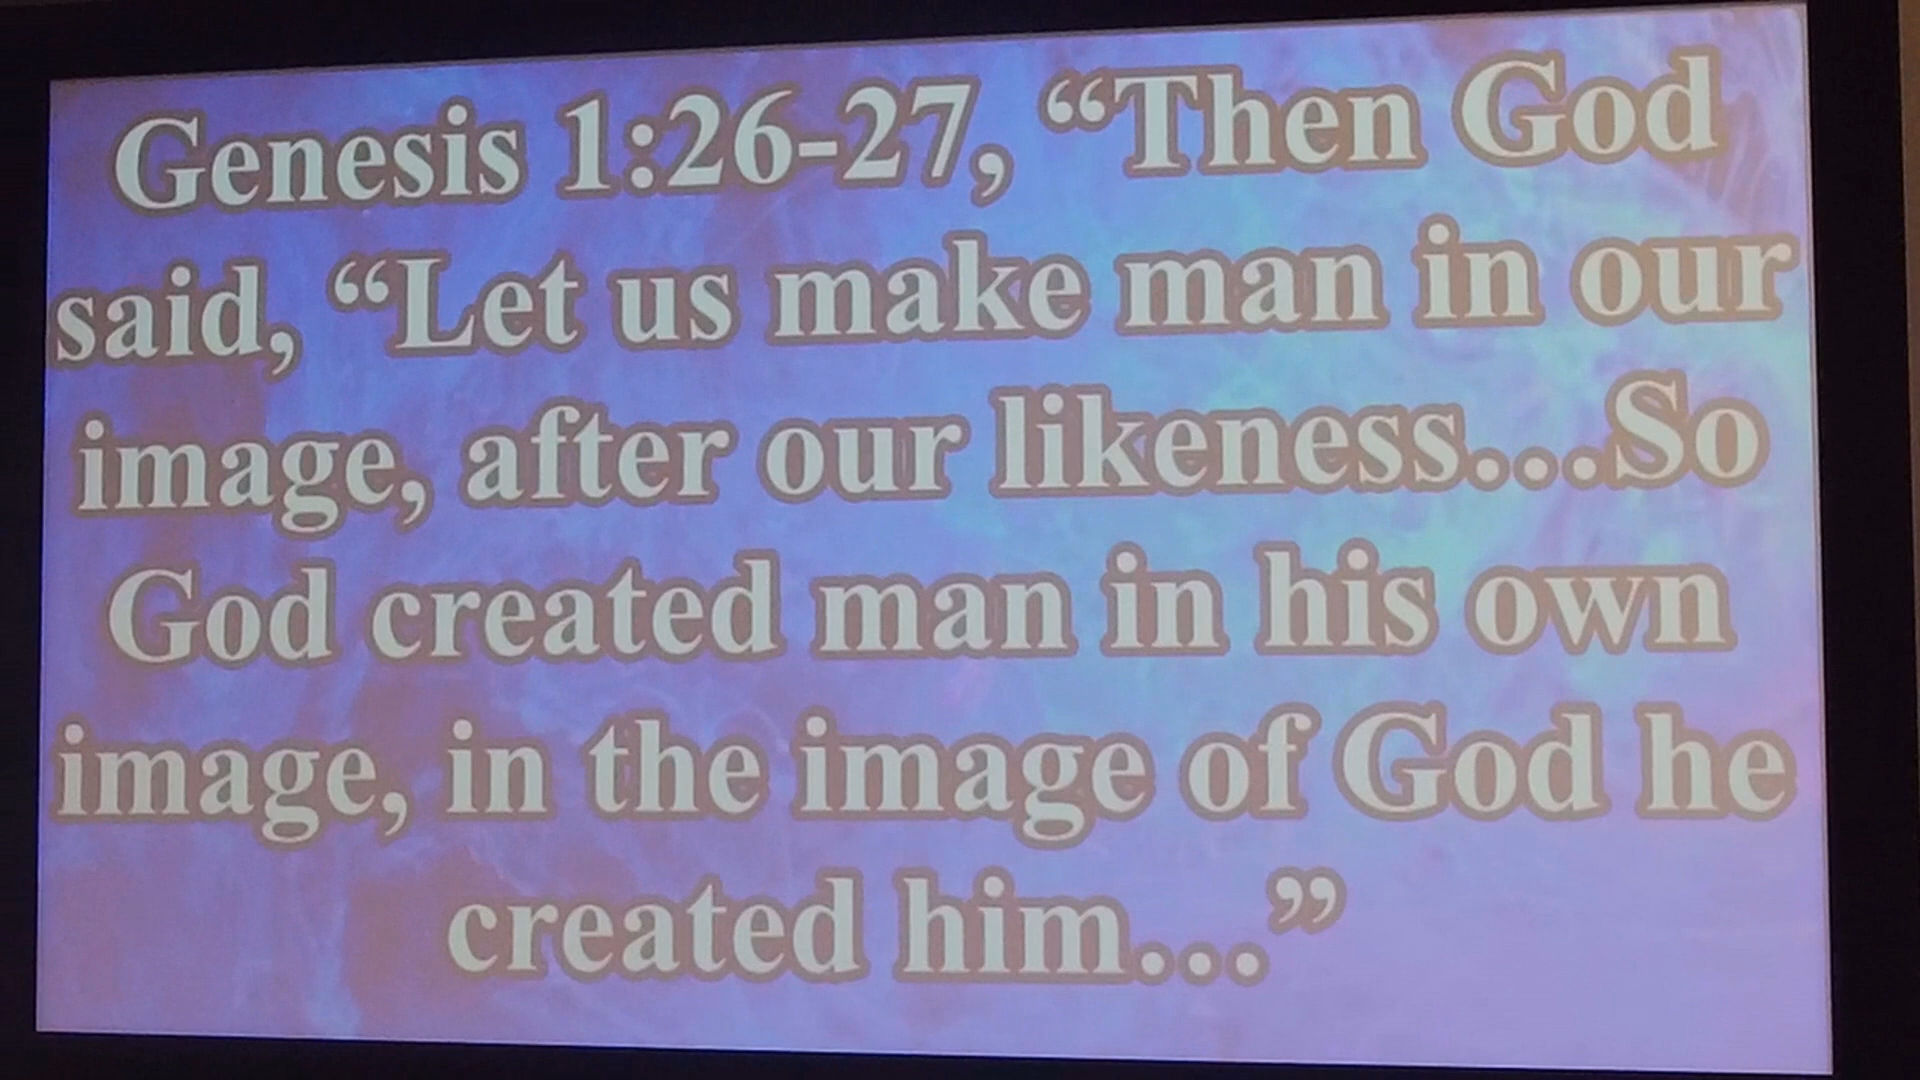 Genesis 1:26-27, “Then God
said, “Let us make man in our
image, after our likeness...So
God created man in his own
image, in the image of God he
created him...”